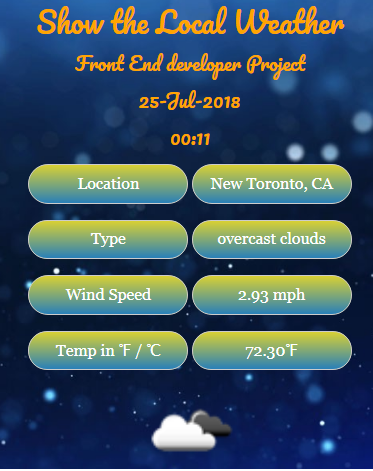 Show the Local Weather
Front End developer Project
25-Jul-2018
00:11
Location New Toronto, CA
Type overcast clouds
Wind Speed 2.93 mph
Temp in °F / °C 72.30°F